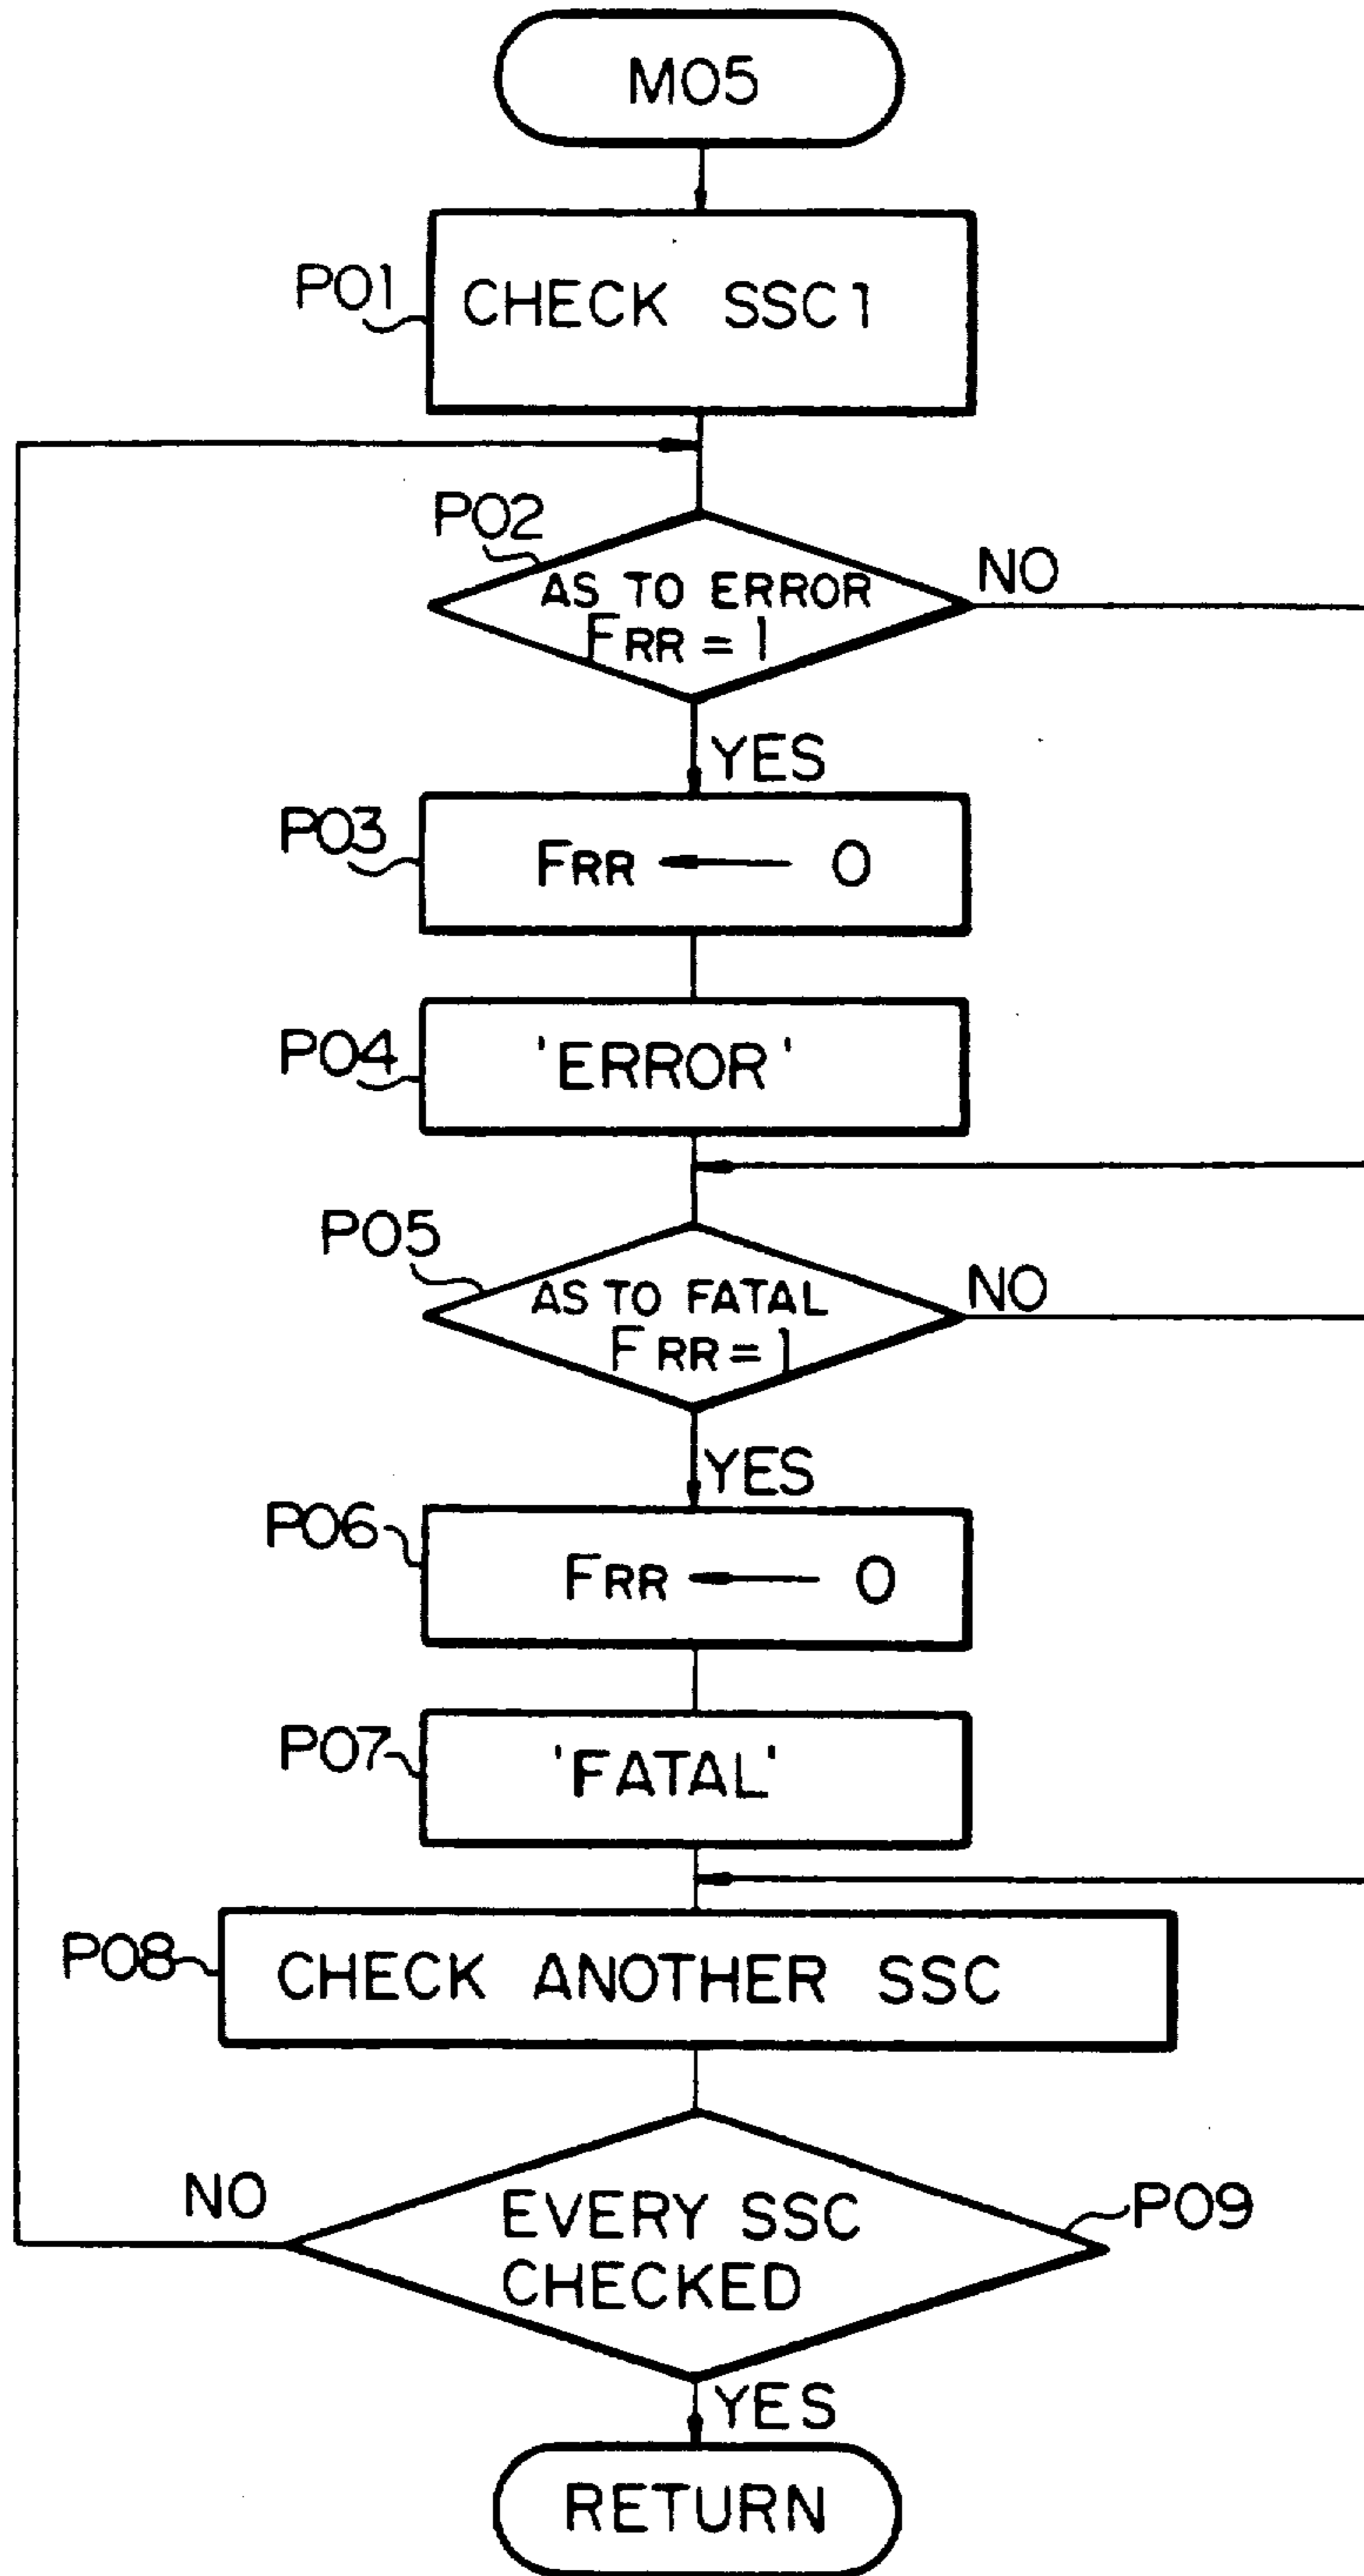 M05
P01
CHECK SSC1
P02
AS TO ERROR
FRR = 1
NO
YES
P03
FRR ← 0
P04
'ERROR'
P05
AS TO FATAL
FRR = 1
NO
YES
P06
FRR ← 0
P07
'FATAL'
P08
CHECK ANOTHER SSC
NO
EVERY SSC
CHECKED
P09
YES
RETURN